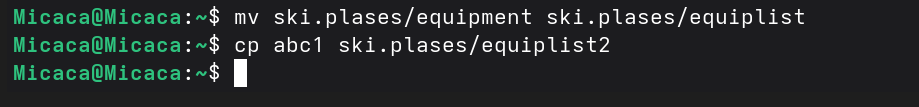 Micaca@Micaca:~$ mv ski.plases/equipment ski.plases/equiplist
Micaca@Micaca:~$ cp abc1 ski.plases/equiplist2
Micaca@Micaca:~$